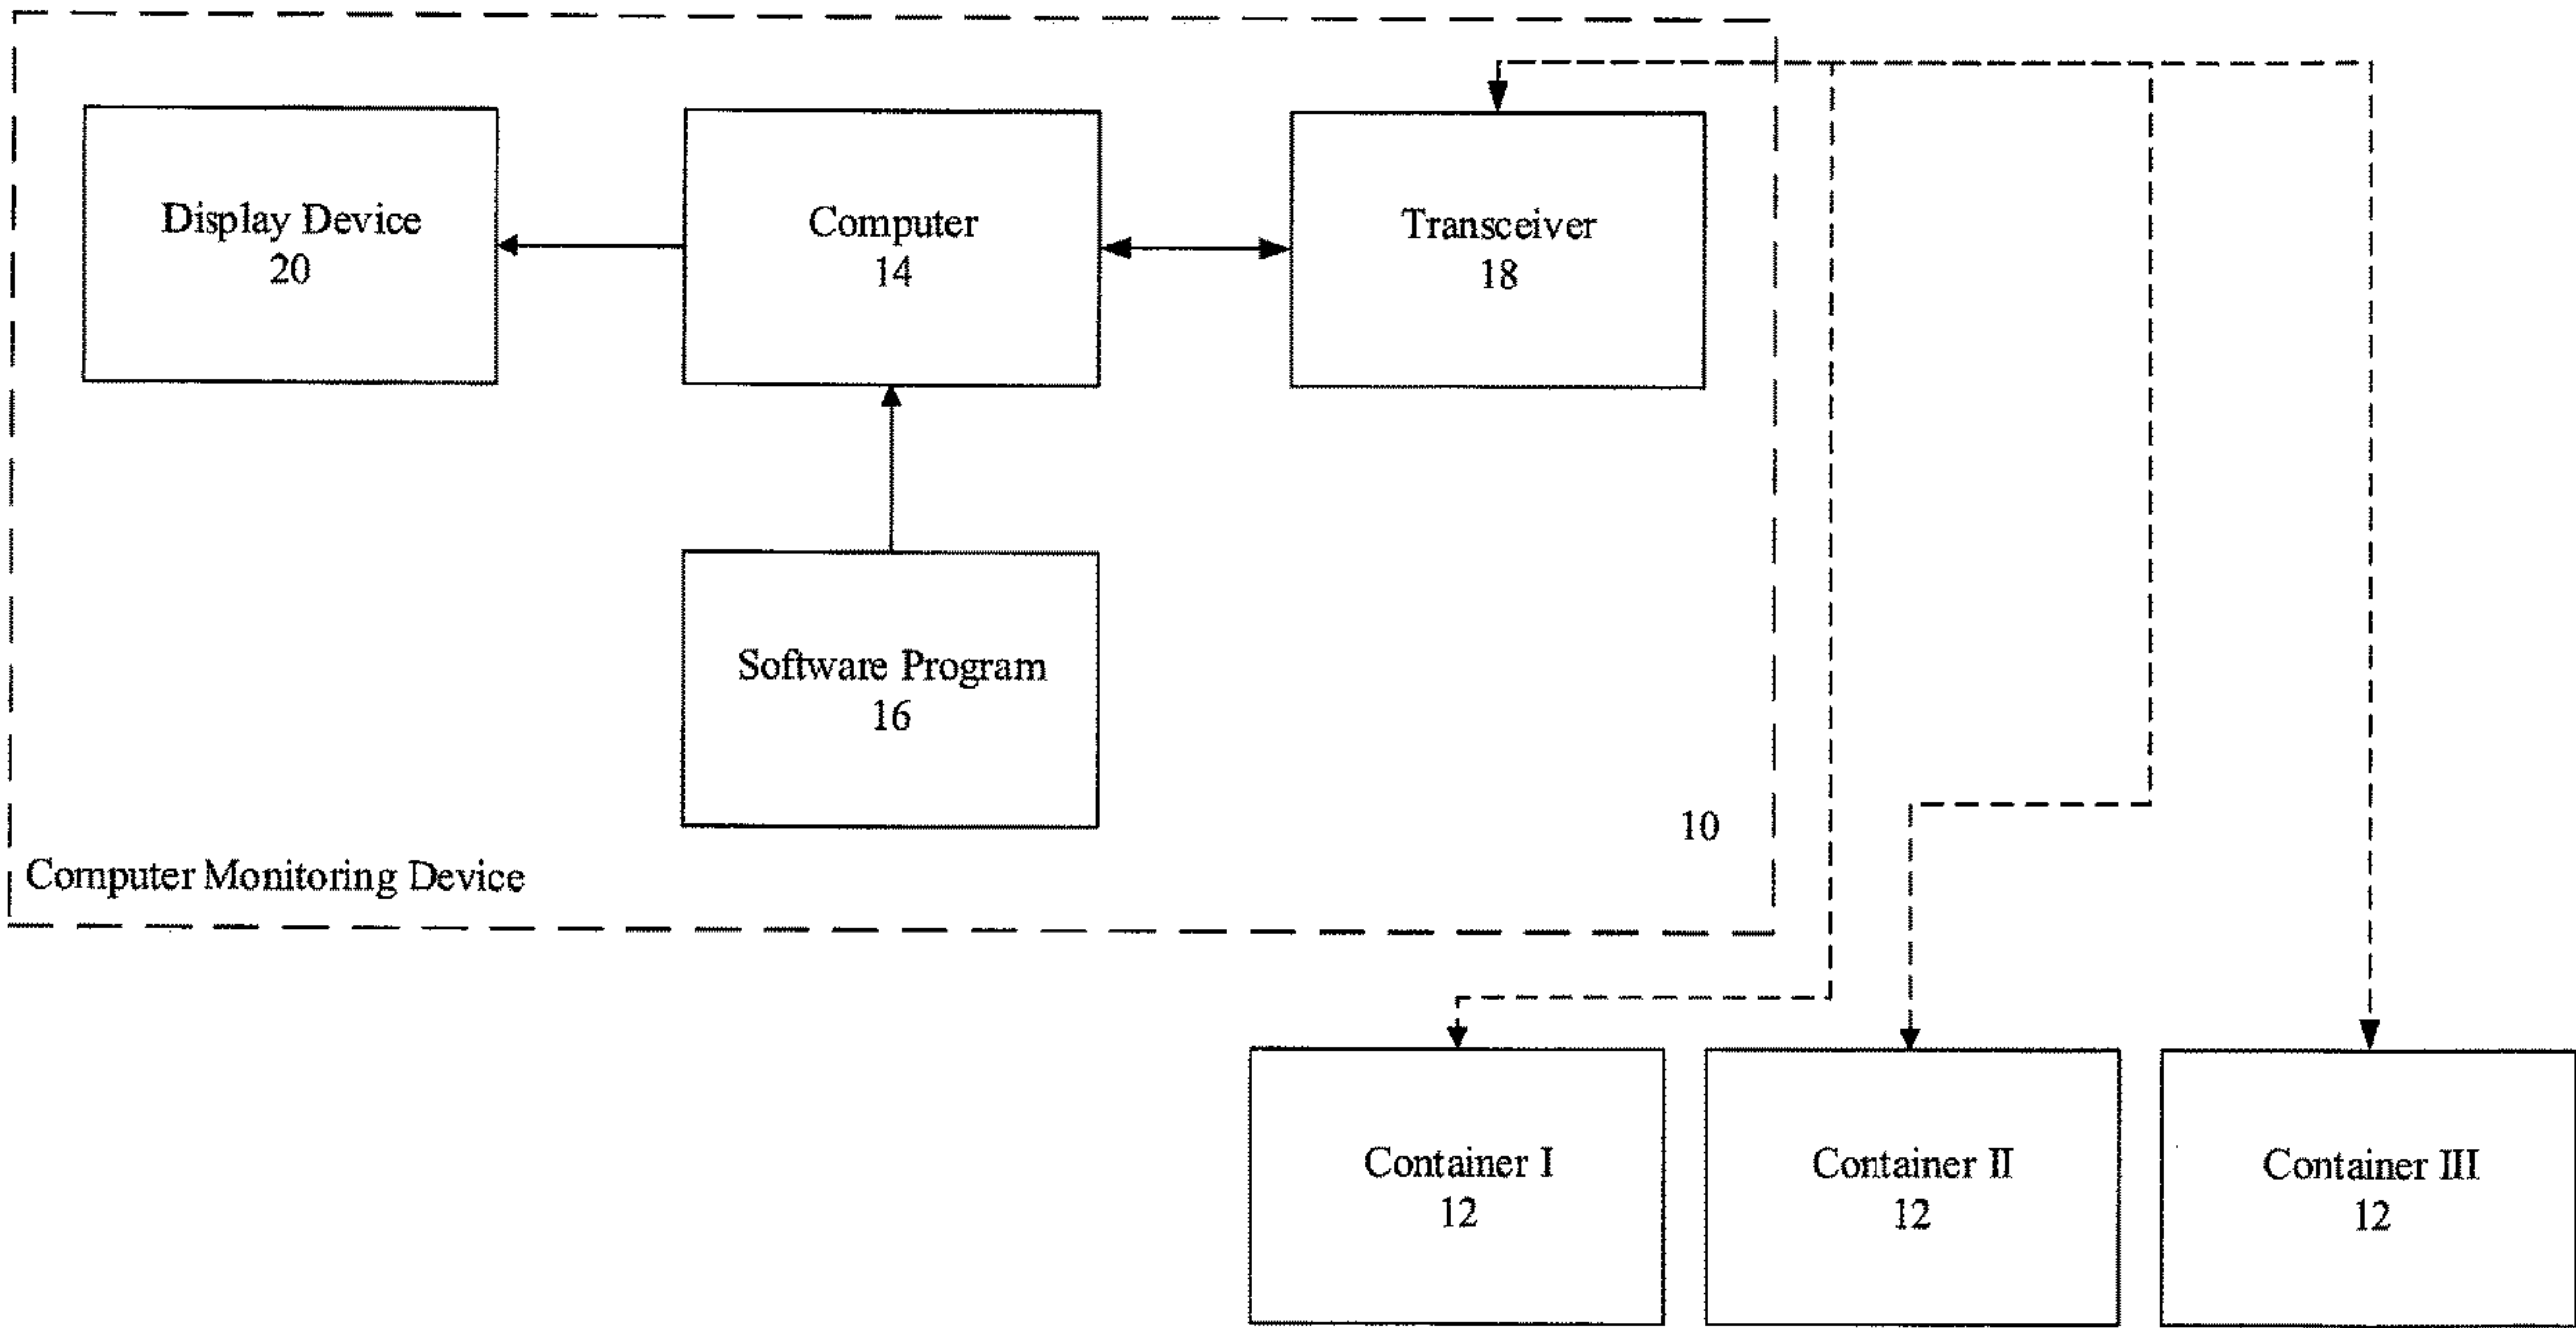 Display Device
20
Computer
14
Transceiver
18
Software Program
16
10
Computer Monitoring Device
Container I
12
Container II
12
Container III
12